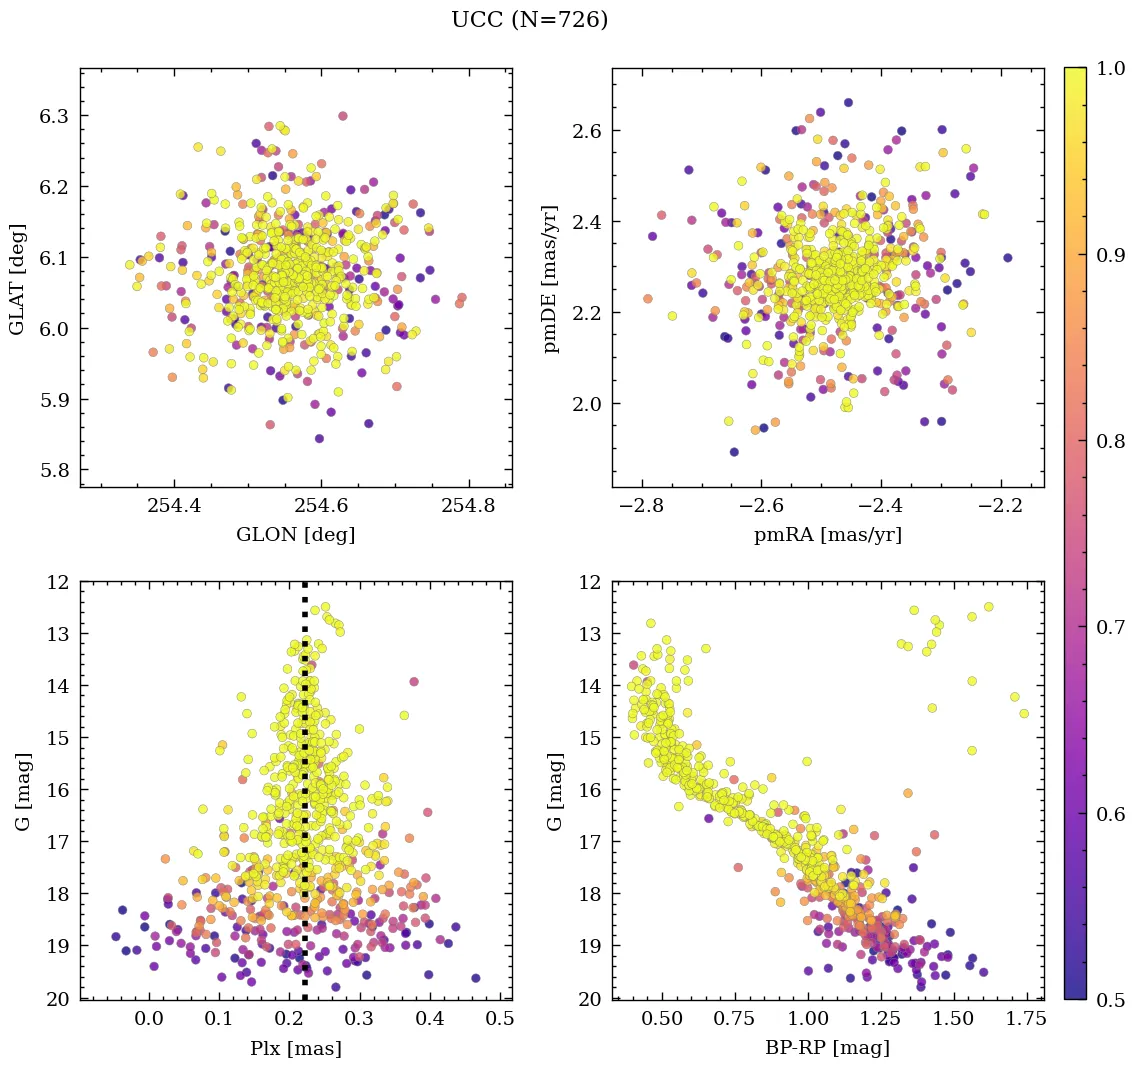 UCC (N=726)
6.3
6.2
6.1
6.0
5.9
5.8
GLAT [deg]
254.4 254.6 254.8
GLON [deg]
2.6
2.4
2.2
2.0
pmDE [mas/yr]
−2.8 −2.6 −2.4 −2.2
pmRA [mas/yr]
1.0
0.9
0.8
0.7
0.6
0.5
12
13
14
15
16
17
18
19
20
G [mag]
0.0 0.1 0.2 0.3 0.4 0.5
Plx [mas]
12
13
14
15
16
17
18
19
20
G [mag]
0.50 0.75 1.00 1.25 1.50 1.75
BP-RP [mag]